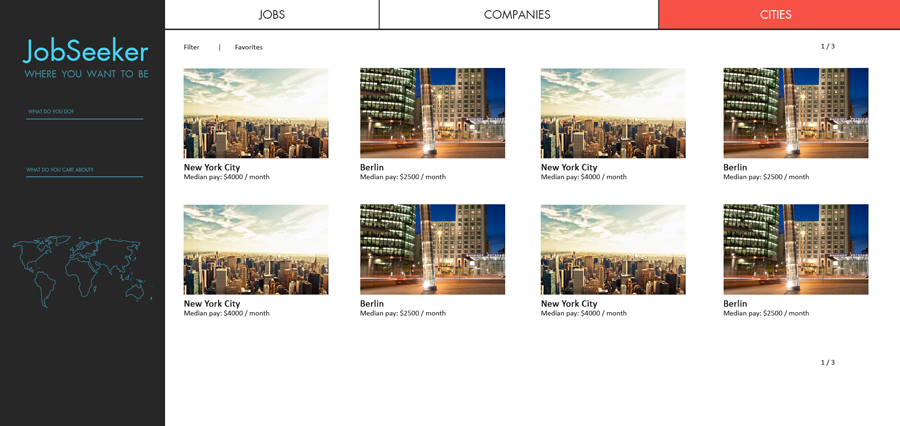 JOBS COMPANIES CITIES
JobSeeker
WHERE YOU WANT TO BE
WHAT DO YOU DO?
WHAT DO YOU CARE ABOUT?
Filter | Favorites 1 / 3
New York City Berlin New York City Berlin
Median pay: $4000 / month Median pay: $2500 / month Median pay: $4000 / month Median pay: $2500 / month
New York City Berlin New York City Berlin
Median pay: $4000 / month Median pay: $2500 / month Median pay: $4000 / month Median pay: $2500 / month
1 / 3